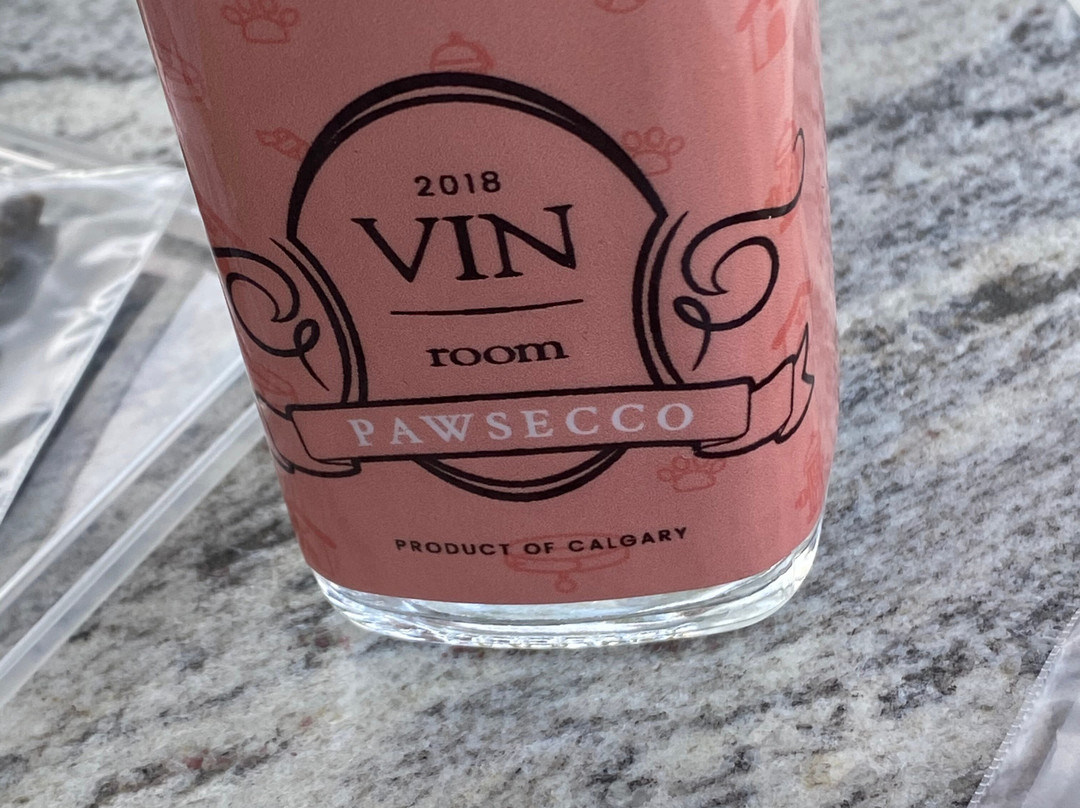 2018
VIN
room
PAWSECCO
PRODUCT OF CALGARY